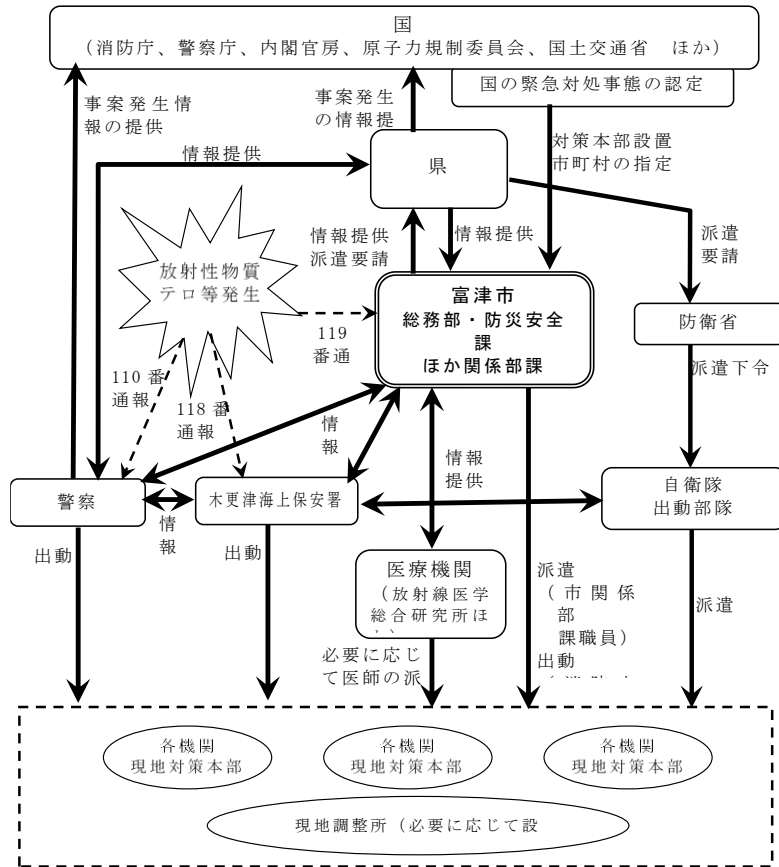 国
（消防庁、警察庁、内閣官房、原子力規制委員会、国土交通省　ほか）
国の緊急対処事態の認定
事案発生情
報の提供
事案発生
の情報提
対策本部設置
市町村の指定
情報提供
県
放射性物質
テロ等発生
情報提供
派遣要請
情報提供
派遣
要請
富津市
総務部・防災安全
課
ほか関係部課
119
番通
防衛省
派遣下令
110 番
通報
118 番
通報
情
報
情報
提供
警察
情
報
木更津海上保安署
自衛隊
出動部隊
出動
出動
医療機関
（放射線医学
総合研究所ほ
派遣
（市関係
部
課職員）
出動
派遣
必要に応じ
て医師の派
各機関
現地対策本部
各機関
現地対策本部
各機関
現地対策本部
現地調整所（必要に応じて設